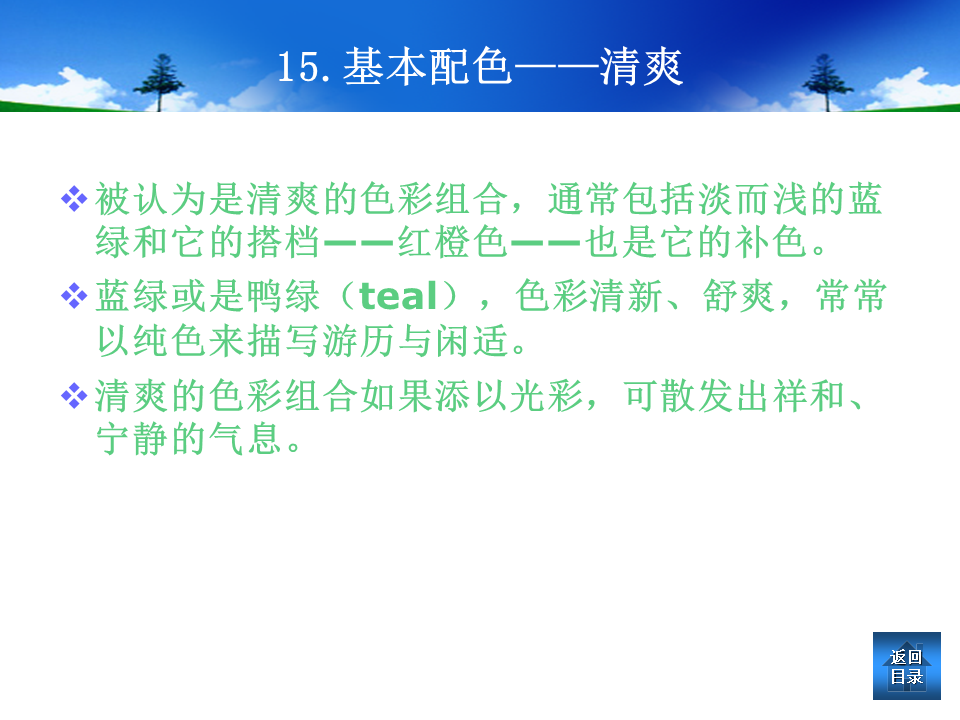 15.基本配色——清爽
被认为是清爽的色彩组合，通常包括淡而浅的蓝
绿和它的搭档——红橙色——也是它的补色。
蓝绿或是鸭绿（teal），色彩清新、舒爽，常常
以纯色来描写游历与闲适。
清爽的色彩组合如果添以光彩，可散发出祥和、
宁静的气息。
返回
目录